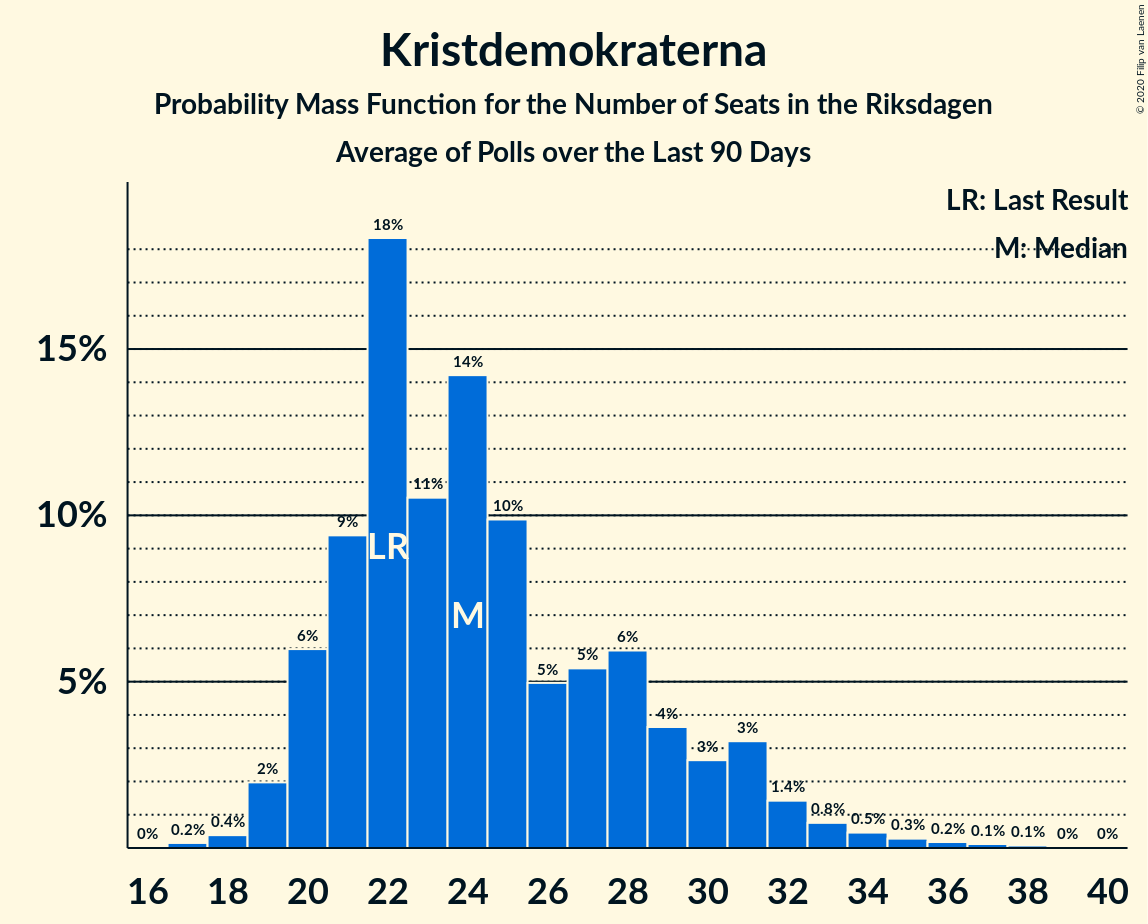 Kristdemokraterna
Probability Mass Function for the Number of Seats in the Riksdagen
Average of Polls over the Last 90 Days
© 2020 Filip van Laenen
LR: Last Result
M: Median
15%
10%
5%
0% 0.2% 0.4% 2% 6% 9% 18% 11% 14% 10% 5% 5% 6% 4% 3% 3% 1.4% 0.8% 0.5% 0.3% 0.2% 0.1% 0.1% 0% 0%
LR
M
16 18 20 22 24 26 28 30 32 34 36 38 40